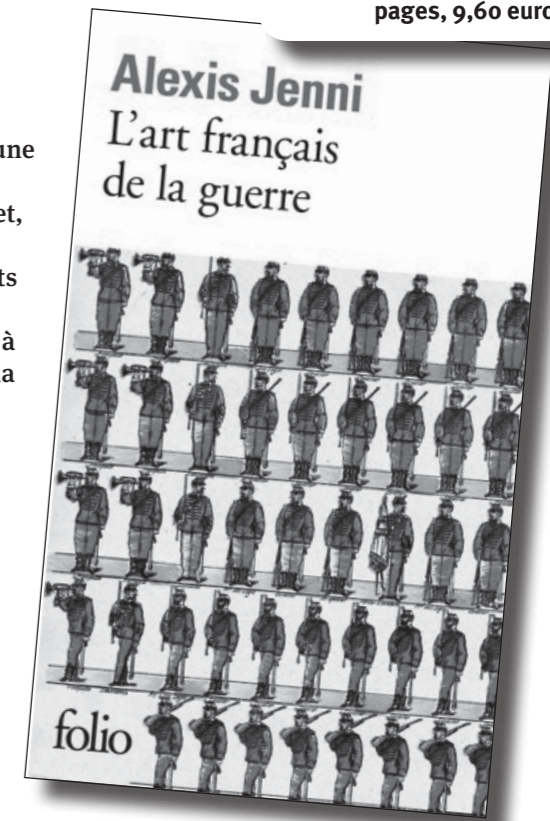 pages, 9,60 euro
une
et,
ts
à
a
Alexis Jenni
L'art français
de la guerre
folio